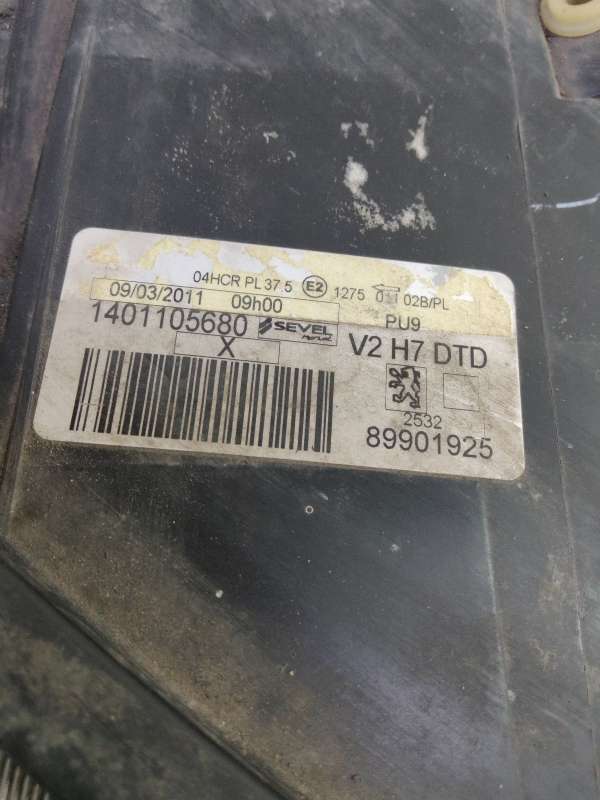 04HCR PL 37.5 E2 1275 02B/PL
09/03/2011 09h00 PU9
1401105680 SEVEL V2 H7 DTD
X
2532
89901925